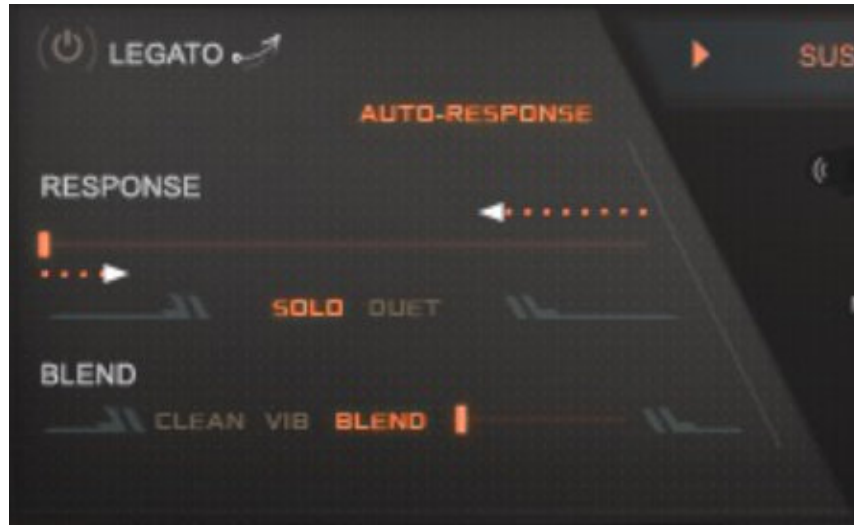 LEGATO
SUS
AUTO-RESPONSE
RESPONSE
SOLO DUET
BLEND
CLEAN VIB BLEND